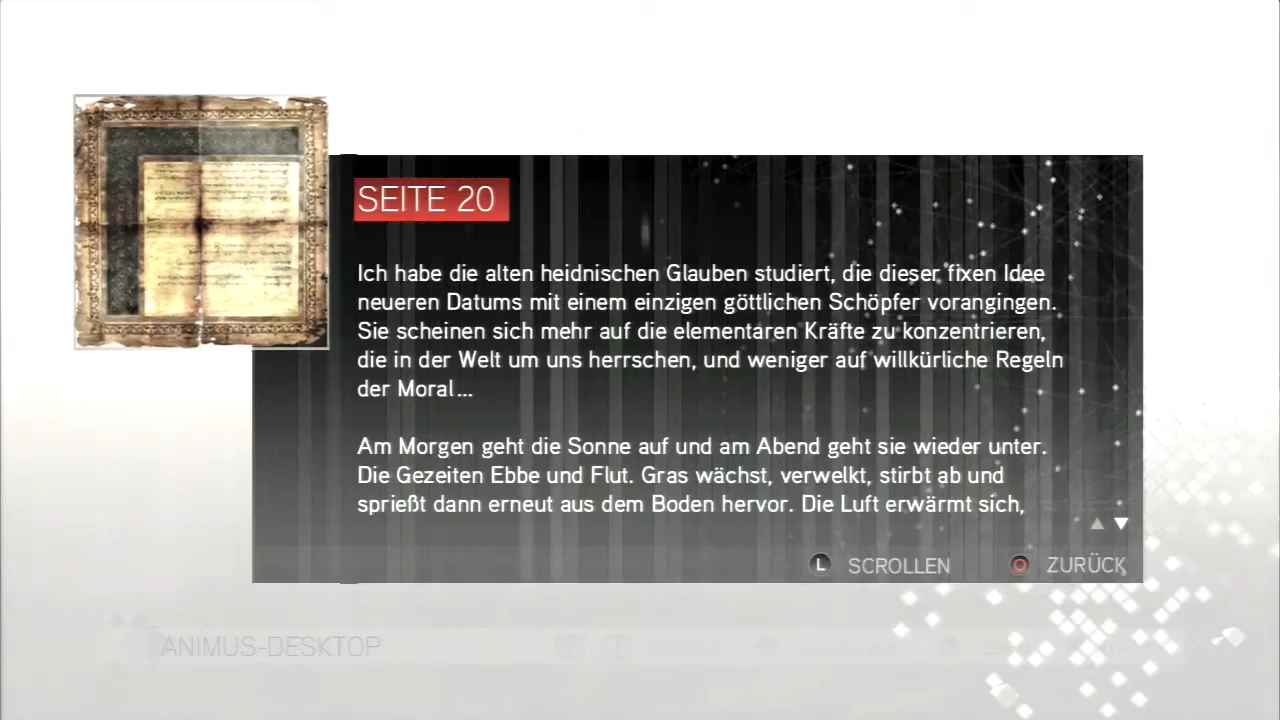 SEITE 20
Ich habe die alten heidnischen Glauben studiert, die dieser fixen Idee
neueren Datums mit einem einzigen göttlichen Schöpfer vorangingen.
Sie scheinen sich mehr auf die elementaren Kräfte zu konzentrieren,
die in der Welt um uns herrschen, und weniger auf willkürliche Regeln
der Moral...
Am Morgen geht die Sonne auf und am Abend geht sie wieder unter.
Die Gezeiten Ebbe und Flut. Gras wächst, verwelkt, stirbt ab und
sprießt dann erneut aus dem Boden hervor. Die Luft erwärmt sich,
L SCROLLEN ZURÜCK
ANIMUS-DESKTOP